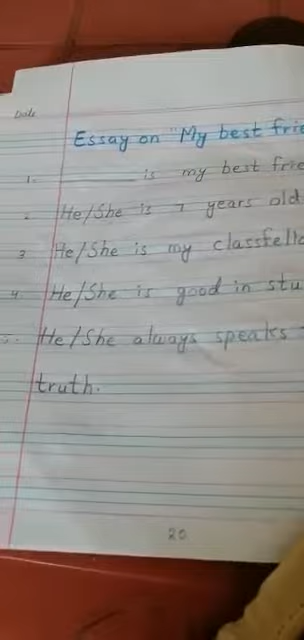 Date
Essay on "My best frie
1. ________ is my best frie
2. He/She is 7 years old
3. He/She is my classfello
4. He/She is good in stu
5. He/She always speaks
truth.
20